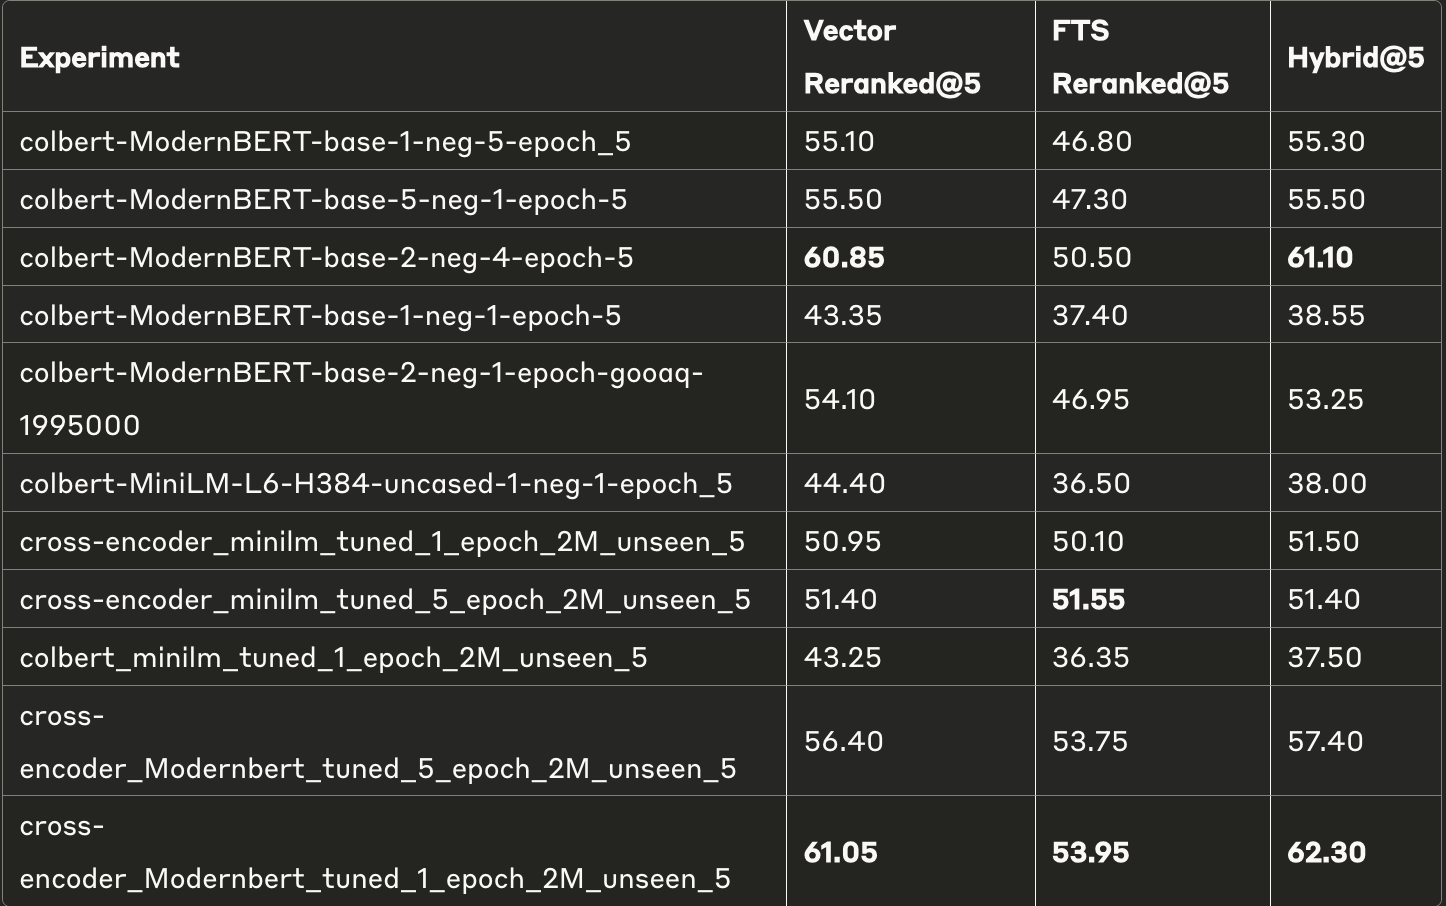 Experiment
Vector
Reranked@5
FTS
Reranked@5
Hybrid@5
colbert-ModernBERT-base-1-neg-5-epoch_5
55.10
46.80
55.30
colbert-ModernBERT-base-5-neg-1-epoch-5
55.50
47.30
55.50
colbert-ModernBERT-base-2-neg-4-epoch-5
60.85
50.50
61.10
colbert-ModernBERT-base-1-neg-1-epoch-5
43.35
37.40
38.55
colbert-ModernBERT-base-2-neg-1-epoch-gooaq-
1995000
54.10
46.95
53.25
colbert-MiniLM-L6-H384-uncased-1-neg-1-epoch_5
44.40
36.50
38.00
cross-encoder_minilm_tuned_1_epoch_2M_unseen_5
50.95
50.10
51.50
cross-encoder_minilm_tuned_5_epoch_2M_unseen_5
51.40
51.55
51.40
colbert_minilm_tuned_1_epoch_2M_unseen_5
43.25
36.35
37.50
cross-
encoder_Modernbert_tuned_5_epoch_2M_unseen_5
56.40
53.75
57.40
cross-
encoder_Modernbert_tuned_1_epoch_2M_unseen_5
61.05
53.95
62.30